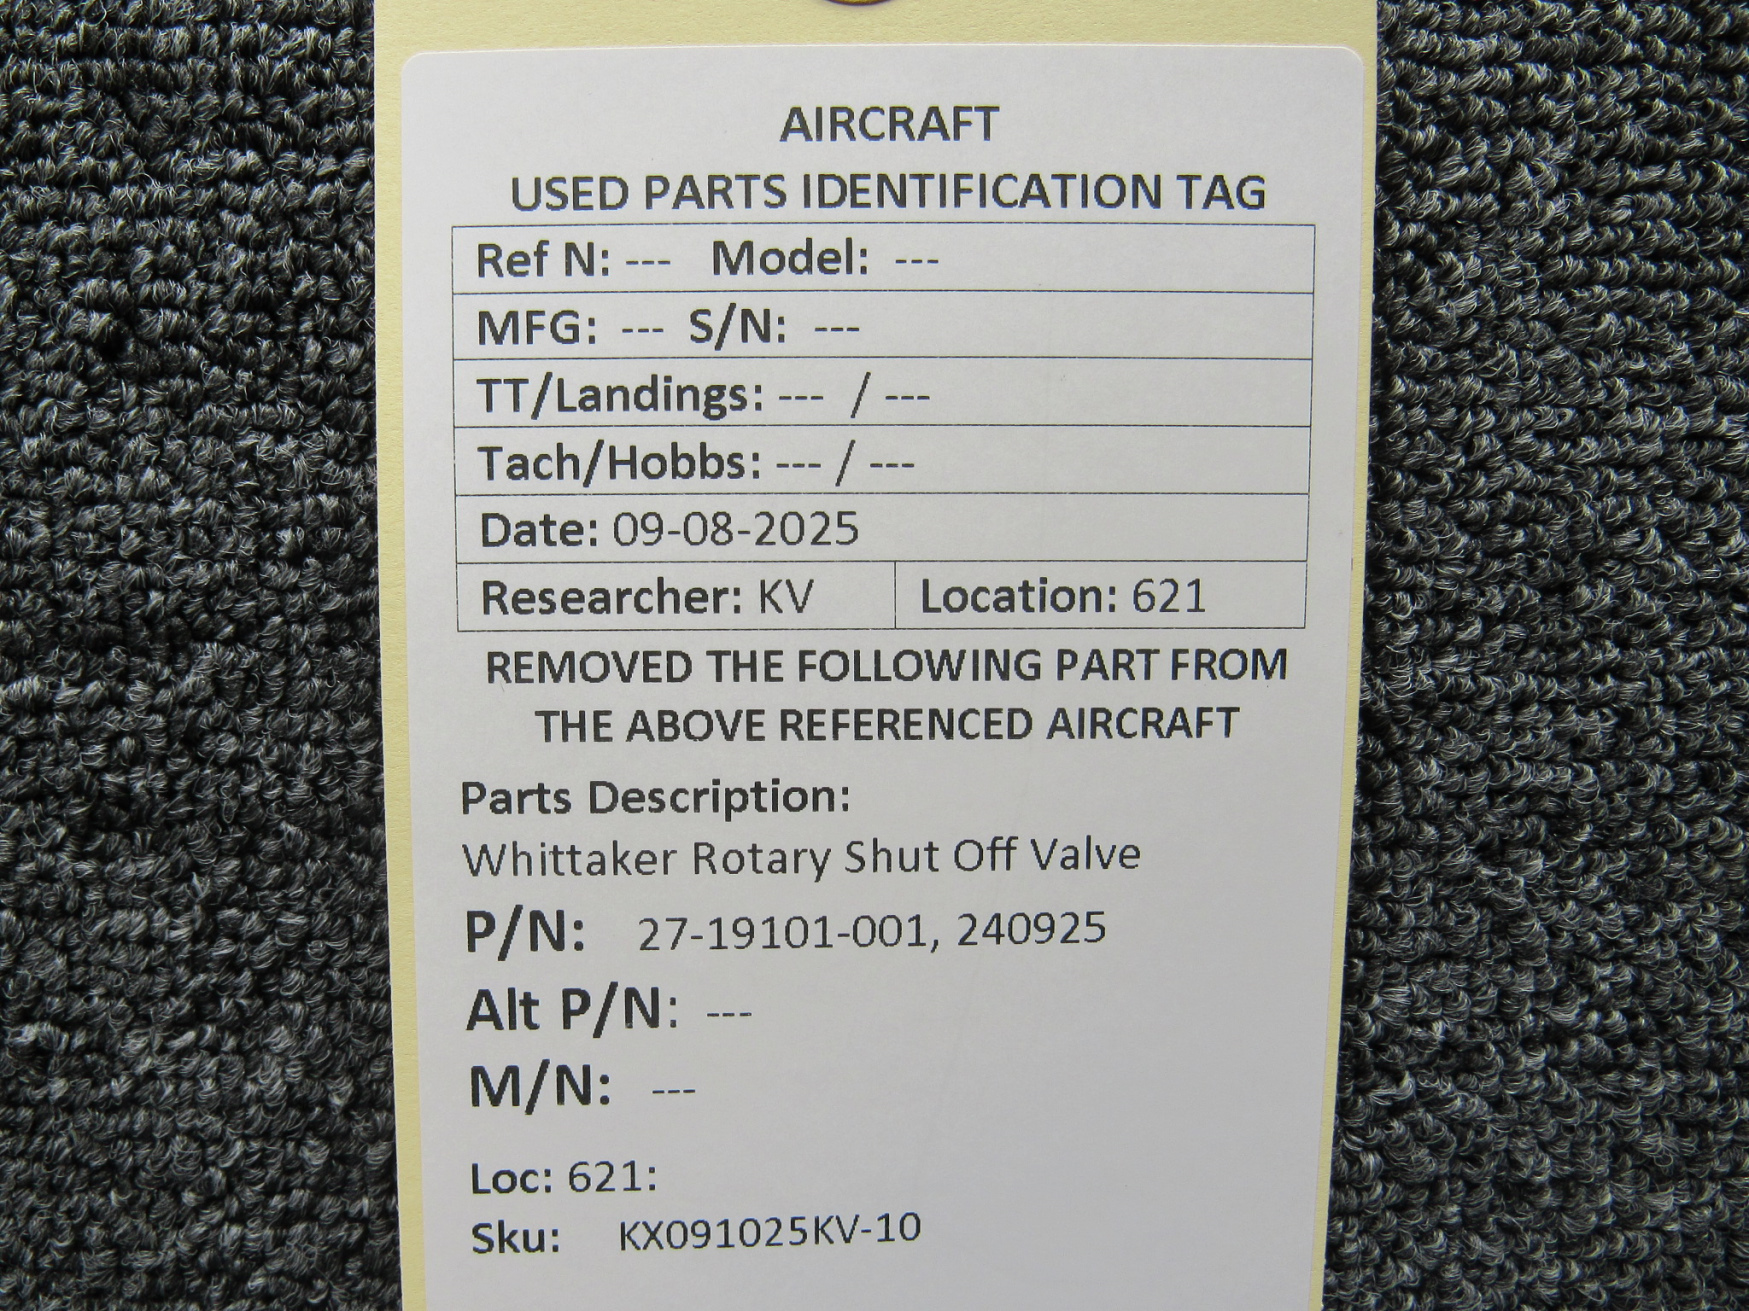 AIRCRAFT
USED PARTS IDENTIFICATION TAG
Ref N: --- Model: ---
MFG: --- S/N: ---
TT/Landings: --- / ---
Tach/Hobbs: --- / ---
Date: 09-08-2025
Researcher: KV Location: 621
REMOVED THE FOLLOWING PART FROM
THE ABOVE REFERENCED AIRCRAFT
Parts Description:
Whittaker Rotary Shut Off Valve
P/N: 27-19101-001, 240925
Alt P/N: ---
M/N: ---
Loc: 621:
Sku: KX091025KV-10